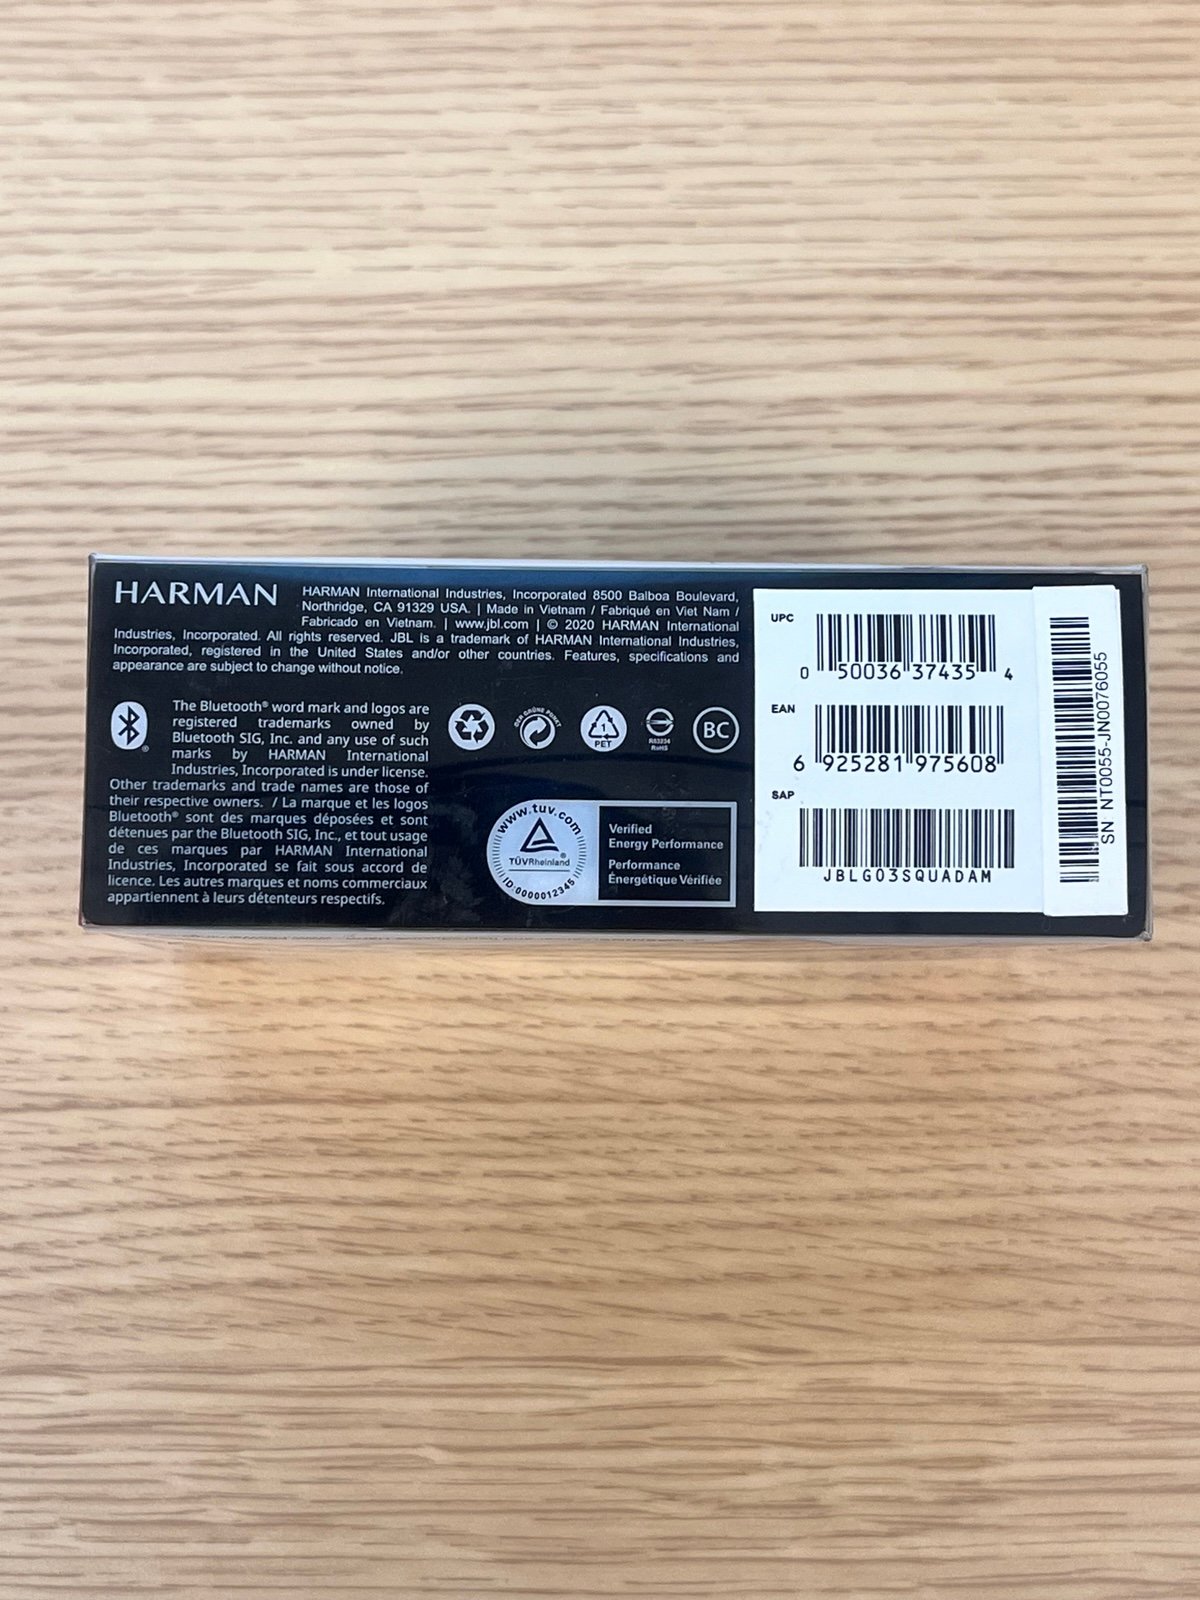 HARMAN
HARMAN International Industries, Incorporated 8500 Balboa Boulevard,
Northridge, CA 91329 USA. | Made in Vietnam / Fabriqué en Viet Nam /
Fabricado en Vietnam. | www.jbl.com | © 2020 HARMAN International
Industries, Incorporated. All rights reserved. JBL is a trademark of HARMAN International Industries,
Incorporated, registered in the United States and/or other countries. Features, specifications and
appearance are subject to change without notice.
The Bluetooth® word mark and logos are
registered trademarks owned by
Bluetooth SIG, Inc. and any use of such
marks by HARMAN International
Industries, Incorporated is under license.
Other trademarks and trade names are those of
their respective owners. / La marque et les logos
Bluetooth® sont des marques déposées et sont
détenues par the Bluetooth SIG, Inc., et tout usage
de ces marques par HARMAN International
Industries, Incorporated se fait sous accord de
licence. Les autres marques et noms commerciaux
appartiennent à leurs détenteurs respectifs.
®
DER GRÜNE PUNKT
1
PET
R63234
RoHS
BC
www.tuv.com
TÜVRheinland®
ID:0000012345
Verified
Energy Performance
Performance
Énergetique Vérifiée
UPC
0 50036 37435 4
EAN
6 925281 975608
SAP
JBLGO3SQUADAM
SN NT0055-JN0076055